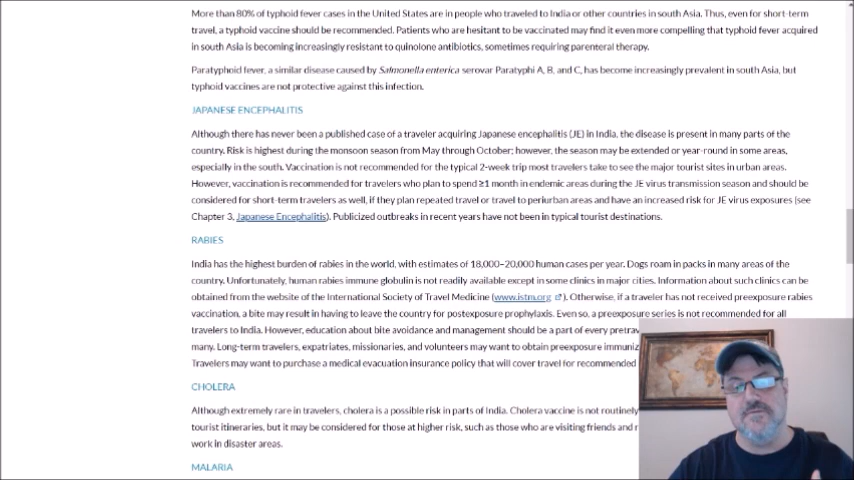 More than 80% of typhoid fever cases in the United States are in people who traveled to India or other countries in south Asia. Thus, even for short-term
travel, a typhoid vaccine should be recommended. Patients who are hesitant to be vaccinated may find it even more compelling that typhoid fever acquired
in south Asia is becoming increasingly resistant to quinolone antibiotics, sometimes requiring parenteral therapy.
Paratyphoid fever, a similar disease caused by Salmonella enterica serovar Paratyphi A, B, and C, has become increasingly prevalent in south Asia, but
typhoid vaccines are not protective against this infection.
JAPANESE ENCEPHALITIS
Although there has never been a published case of a traveler acquiring Japanese encephalitis (JE) in India, the disease is present in many parts of the
country. Risk is highest during the monsoon season from May through October; however, the season may be extended or year-round in some areas,
especially in the south. Vaccination is not recommended for the typical 2-week trip most travelers take to see the major tourist sites in urban areas.
However, vaccination is recommended for travelers who plan to spend ≥1 month in endemic areas during the JE virus transmission season and should be
considered for short-term travelers as well, if they plan repeated travel or travel to periurban areas and have an increased risk for JE virus exposures (see
Chapter 3, Japanese Encephalitis). Publicized outbreaks in recent years have not been in typical tourist destinations.
RABIES
India has the highest burden of rabies in the world, with estimates of 18,000–20,000 human cases per year. Dogs roam in packs in many areas of the
country. Unfortunately, human rabies immune globulin is not readily available except in some clinics in major cities. Information about such clinics can be
obtained from the website of the International Society of Travel Medicine (www.istm.org). Otherwise, if a traveler has not received preexposure rabies
vaccination, a bite may result in having to leave the country for postexposure prophylaxis. Even so, a preexposure series is not recommended for all
travelers to India. However, education about bite avoidance and management should be a part of every pretrav
many. Long-term travelers, expatriates, missionaries, and volunteers may want to obtain preexposure immuniz
Travelers may want to purchase a medical evacuation insurance policy that will cover travel for recommended
CHOLERA
Although extremely rare in travelers, cholera is a possible risk in parts of India. Cholera vaccine is not routinely
tourist itineraries, but it may be considered for those at higher risk, such as those who are visiting friends and r
work in disaster areas.
MALARIA